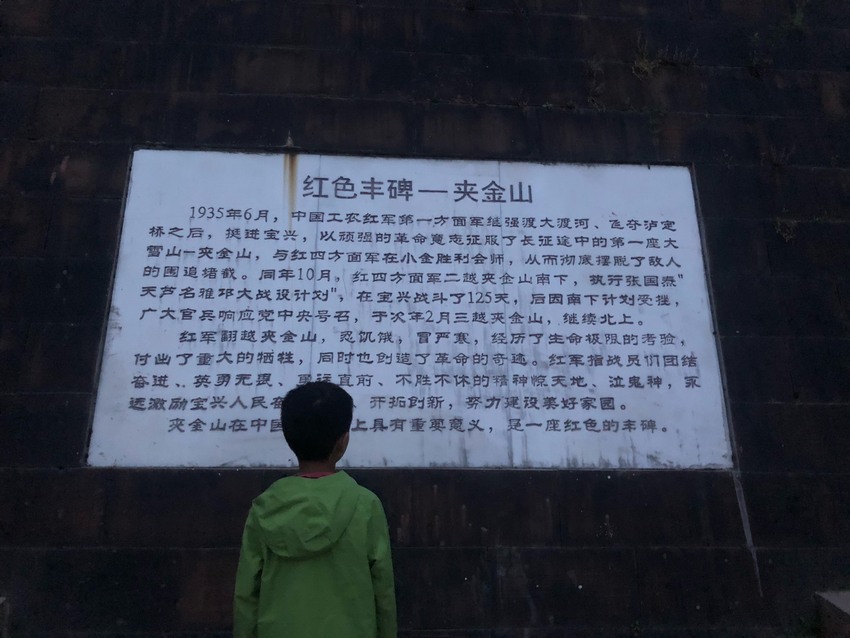 红色丰碑—夹金山
1935年6月，中国工农红军第一方面军继强渡大渡河、飞夺泸定
桥之后，挺进宝兴，以顽强的革命意志征服了长征途中的第一座大
雪山—夹金山，与红四方面军在小金胜利会师，从而彻底摆脱了敌人
的围追堵截。同年10月，红四方面军二越夹金山南下，执行张国焘"
天芦名雅邛大战设计划"，在宝兴战斗了125天，后因南下计划受挫，
广大官兵响应党中央号召，于次年2月三越夹金山，继续北上。
红军翻越夹金山，忍饥饿，冒严寒，经历了生命极限的考验，
付出了重大的牺牲，同时也创造了革命的奇迹。红军指战员们团结
奋进、英勇无畏、勇往直前、不胜不休的精神惊天地、泣鬼神，永
远激励宝兴人民奋 开拓创新，努力建设美好家园。
夹金山在中国 上具有重要意义，是一座红色的丰碑。